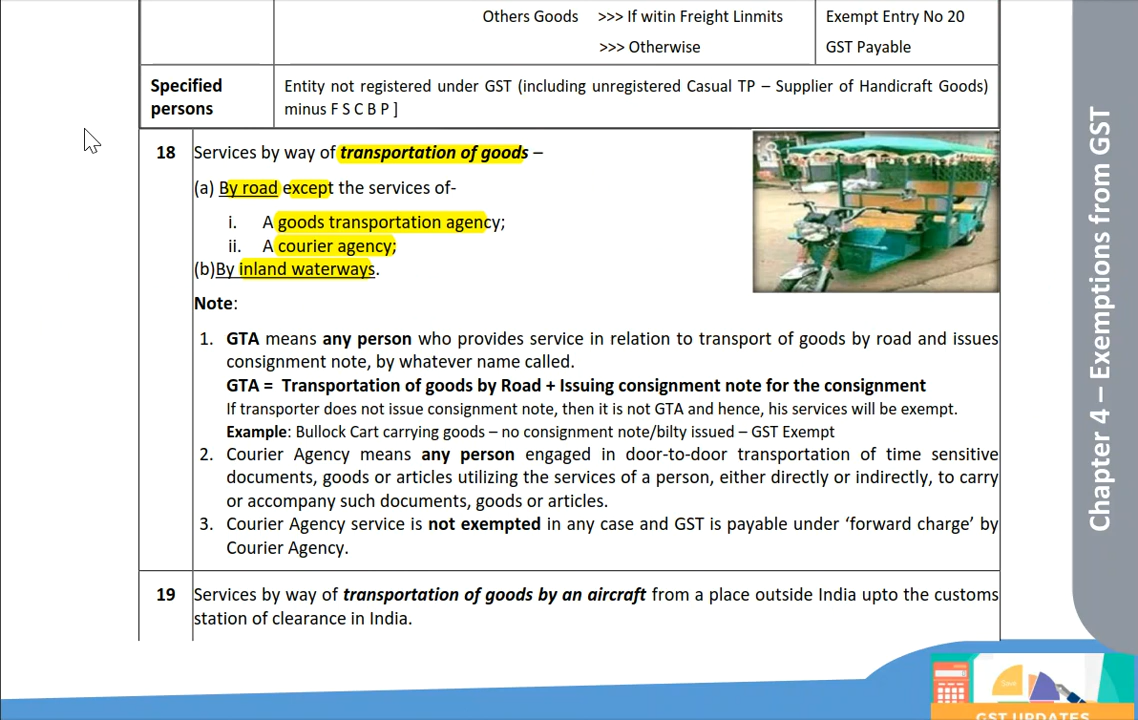 Others Goods >>> If witin Freight Linmits
Exempt Entry No 20
>>> Otherwise
GST Payable
Specified persons
Entity not registered under GST (including unregistered Casual TP – Supplier of Handicraft Goods)
minus F S C B P ]
18
Services by way of transportation of goods –
(a) By road except the services of-
i. A goods transportation agency;
ii. A courier agency;
(b)By inland waterways.
Note:
1. GTA means any person who provides service in relation to transport of goods by road and issues
consignment note, by whatever name called.
GTA = Transportation of goods by Road + Issuing consignment note for the consignment
If transporter does not issue consignment note, then it is not GTA and hence, his services will be exempt.
Example: Bullock Cart carrying goods – no consignment note/bilty issued – GST Exempt
2. Courier Agency means any person engaged in door-to-door transportation of time sensitive
documents, goods or articles utilizing the services of a person, either directly or indirectly, to carry
or accompany such documents, goods or articles.
3. Courier Agency service is not exempted in any case and GST is payable under ‘forward charge’ by
Courier Agency.
19
Services by way of transportation of goods by an aircraft from a place outside India upto the customs
station of clearance in India.
Chapter 4 – Exemptions from GST
GST UPDATES